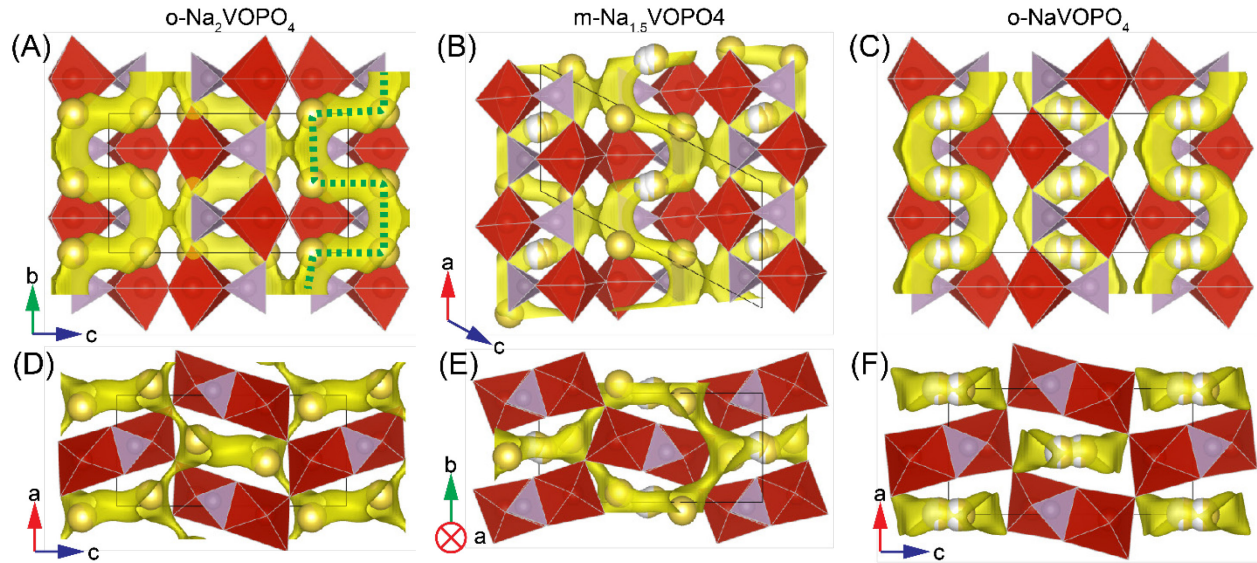 o-Na₂VOPO₄
m-Na₁.₅VOPO4
o-NaVOPO₄
(A)
(B)
(C)
b
c
a
c
(D)
(E)
(F)
a
c
b
a
a
c